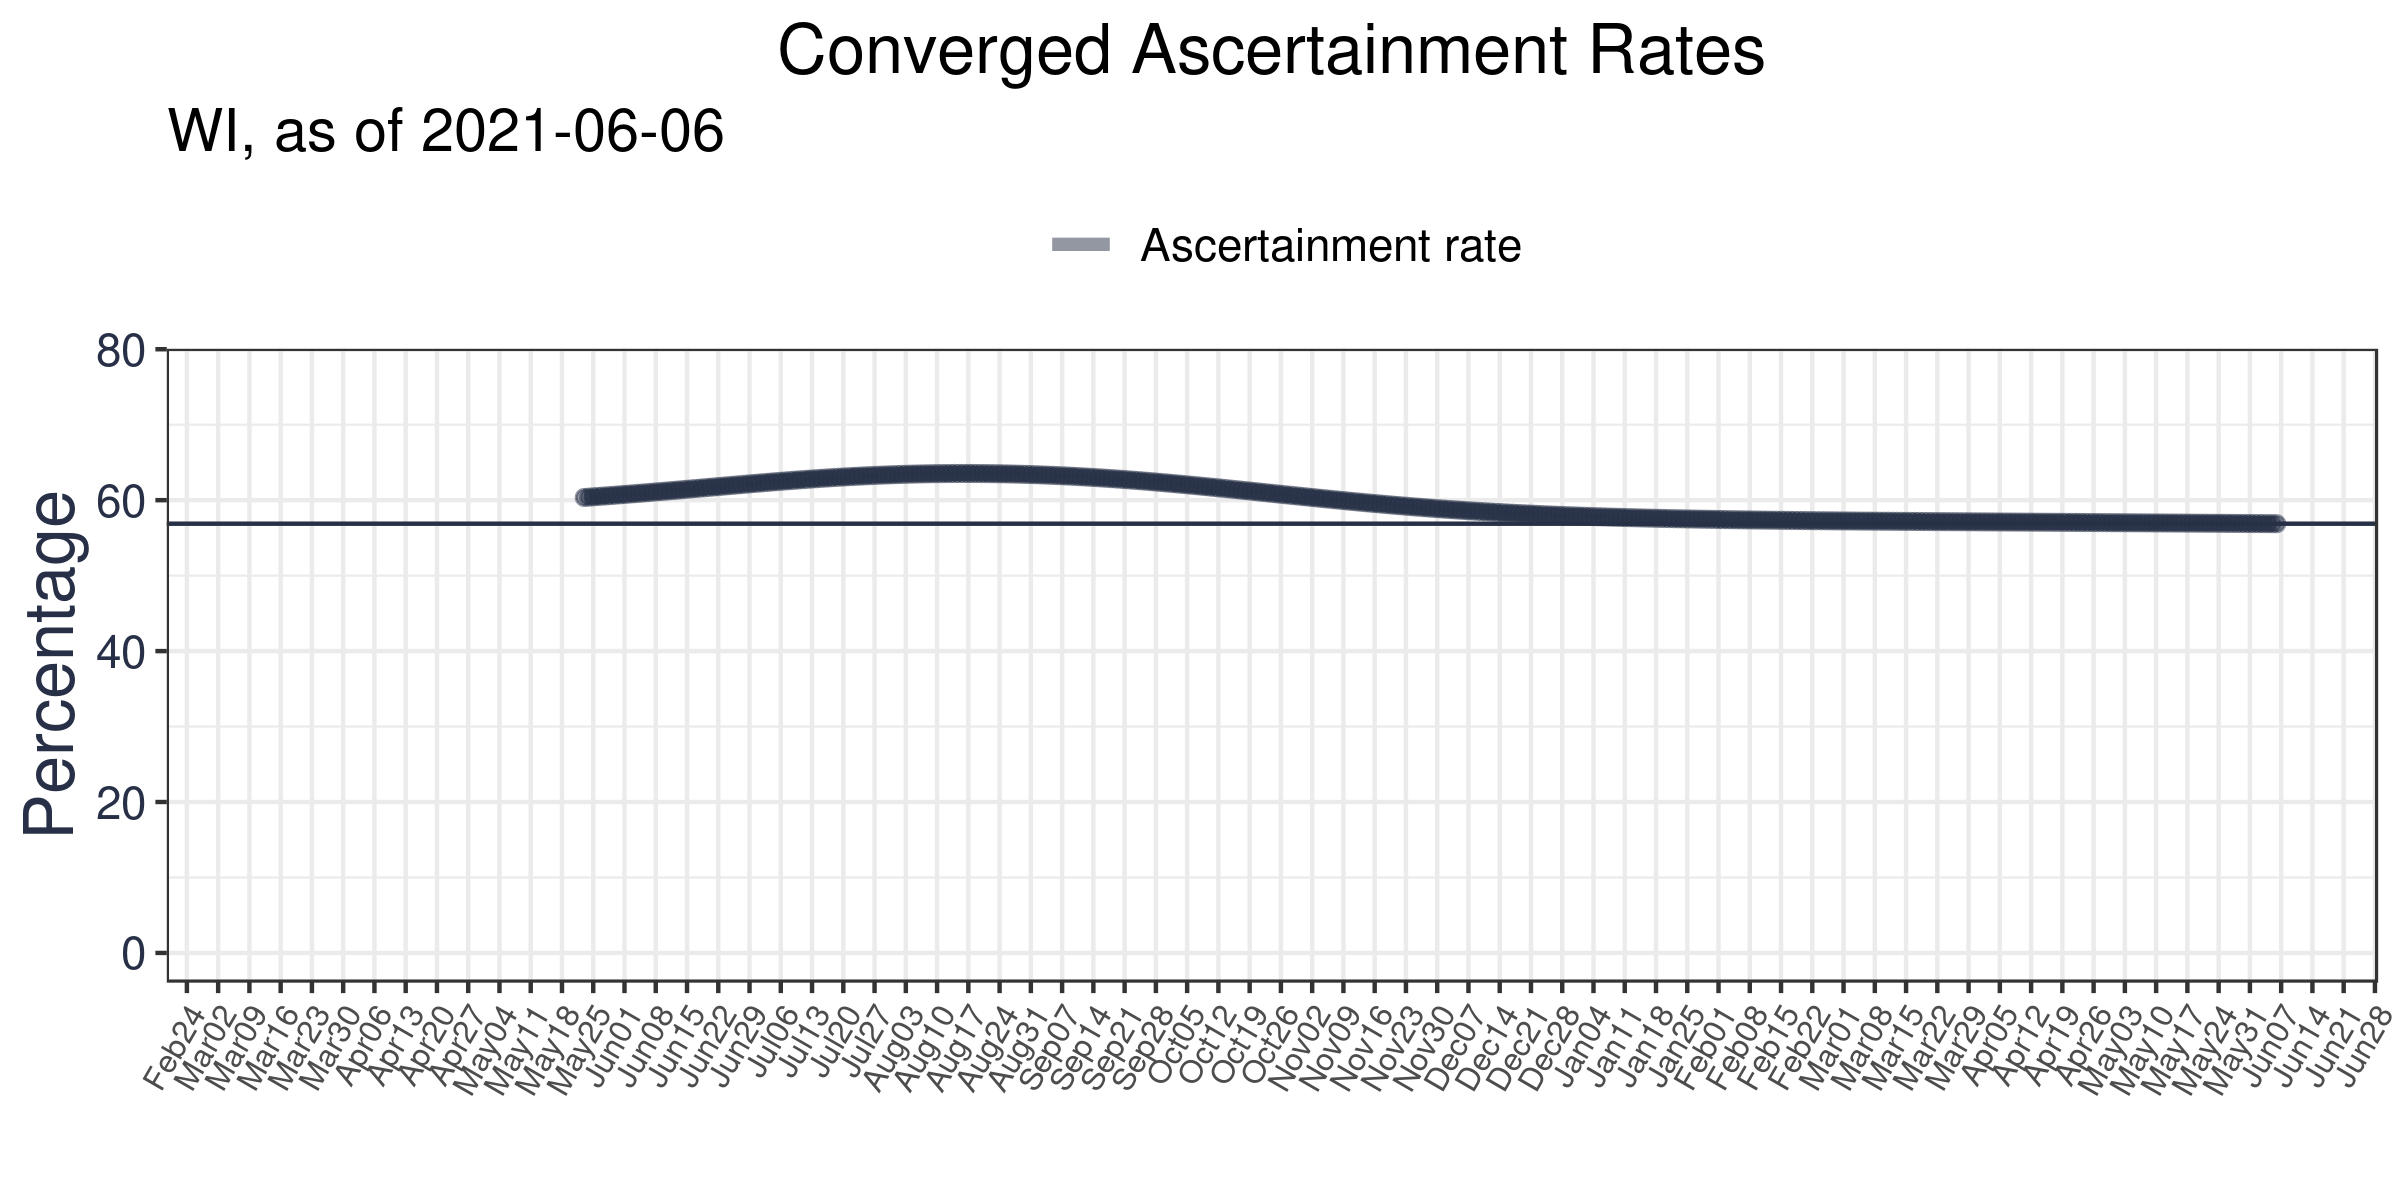 Converged Ascertainment Rates
WI, as of 2021-06-06
Ascertainment rate
Percentage
80
60
40
20
0
Feb24
Mar02
Mar09
Mar16
Mar23
Mar30
Apr06
Apr13
Apr20
Apr27
May04
May11
May18
May25
Jun01
Jun08
Jun15
Jun22
Jun29
Jul06
Jul13
Jul20
Jul27
Aug03
Aug10
Aug17
Aug24
Aug31
Sep07
Sep14
Sep21
Sep28
Oct05
Oct12
Oct19
Oct26
Nov02
Nov09
Nov16
Nov23
Nov30
Dec07
Dec14
Dec21
Dec28
Jan04
Jan11
Jan18
Jan25
Feb01
Feb08
Feb15
Feb22
Mar01
Mar08
Mar15
Mar22
Mar29
Apr05
Apr12
Apr19
Apr26
May03
May10
May17
May24
May31
Jun07
Jun14
Jun21
Jun28